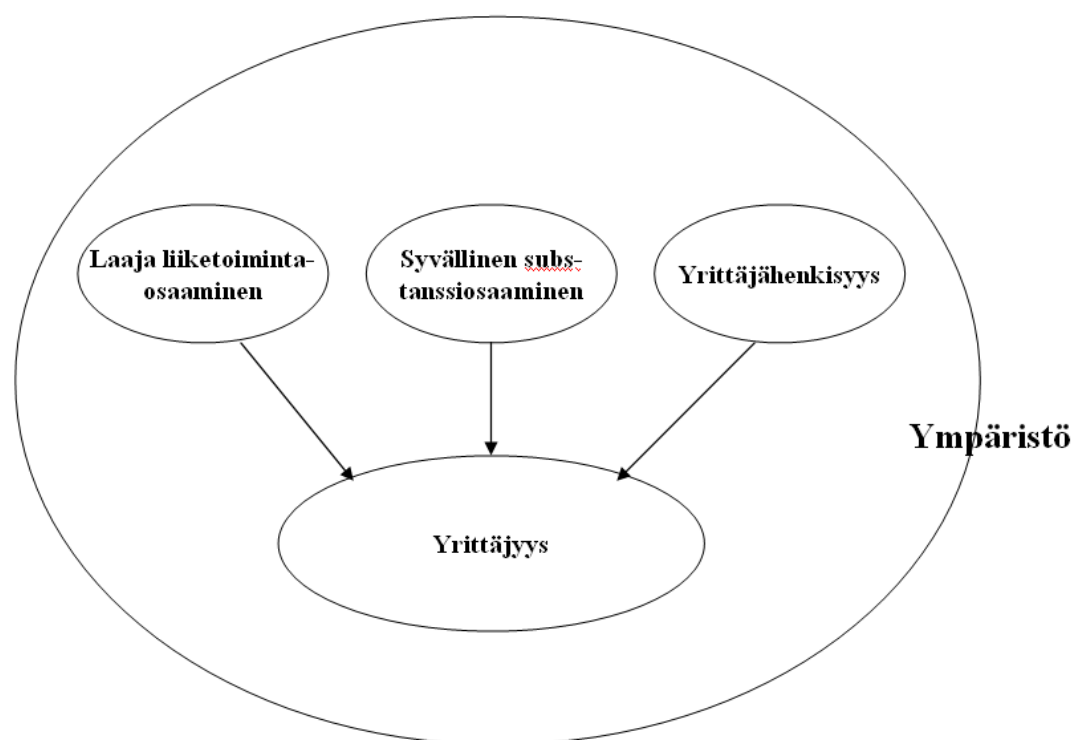 Laaja liiketoiminta-
osaaminen
Syvällinen subs-
tanssiosaaminen
Yrittäjähenkisyys
Ympäristö
Yrittäjyys